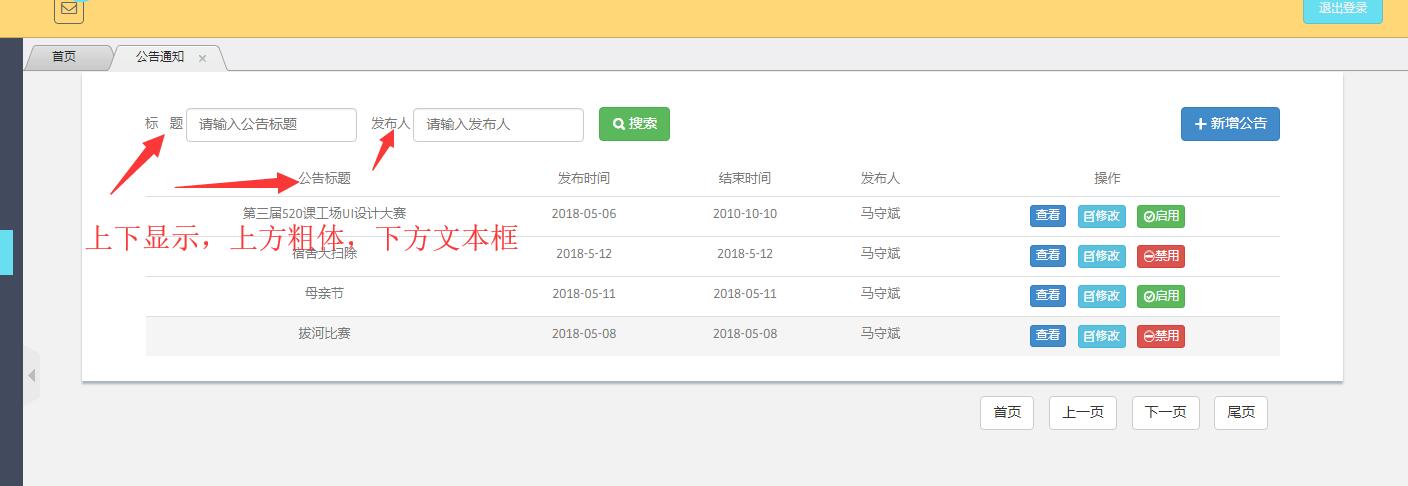 退出登录
首页 公告通知 ×
标 题 请输入公告标题 发布人 请输入发布人 搜索 新增公告
公告标题 发布时间 结束时间 发布人 操作
第三届520课工场UI设计大赛 2018-05-06 2010-10-10 马守斌 查看 修改 启用
上下显示，上方粗体，下方文本框
宿舍大扫除 2018-5-12 2018-5-12 马守斌 查看 修改 禁用
母亲节 2018-05-11 2018-05-11 马守斌 查看 修改 启用
拔河比赛 2018-05-08 2018-05-08 马守斌 查看 修改 禁用
首页 上一页 下一页 尾页